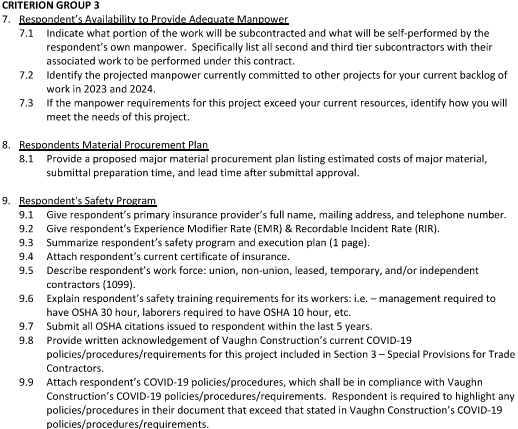 CRITERION GROUP 3
7. Respondent's Availability to Provide Adequate Manpower
7.1 Indicate what portion of the work will be subcontracted and what will be self-performed by the
respondent's own manpower. Specifically list all second and third tier subcontractors with their
associated work to be performed under this contract.
7.2 Identify the projected manpower currently committed to other projects for your current backlog of
work in 2023 and 2024.
7.3 If the manpower requirements for this project exceed your current resources, identify how you will
meet the needs of this project.
8. Respondents Material Procurement Plan
8.1 Provide a proposed major material procurement plan listing estimated costs of major material,
submittal preparation time, and lead time after submittal approval.
9. Respondent's Safety Program
9.1 Give respondent's primary insurance provider's full name, mailing address, and telephone number.
9.2 Give respondent's Experience Modifier Rate (EMR) & Recordable Incident Rate (RIR).
9.3 Summarize respondent's safety program and execution plan (1 page).
9.4 Attach respondent's current certificate of insurance.
9.5 Describe respondent's work force: union, non-union, leased, temporary, and/or independent
contractors (1099).
9.6 Explain respondent's safety training requirements for its workers: i.e. – management required to
have OSHA 30 hour, laborers required to have OSHA 10 hour, etc.
9.7 Submit all OSHA citations issued to respondent within the last 5 years.
9.8 Provide written acknowledgement of Vaughn Construction's current COVID-19
policies/procedures/requirements for this project included in Section 3 – Special Provisions for Trade
Contractors.
9.9 Attach respondent's COVID-19 policies/procedures, which shall be in compliance with Vaughn
Construction's COVID-19 policies/procedures/requirements. Respondent is required to highlight any
policies/procedures in their document that exceed that stated in Vaughn Construction's COVID-19
policies/procedures/requirements.